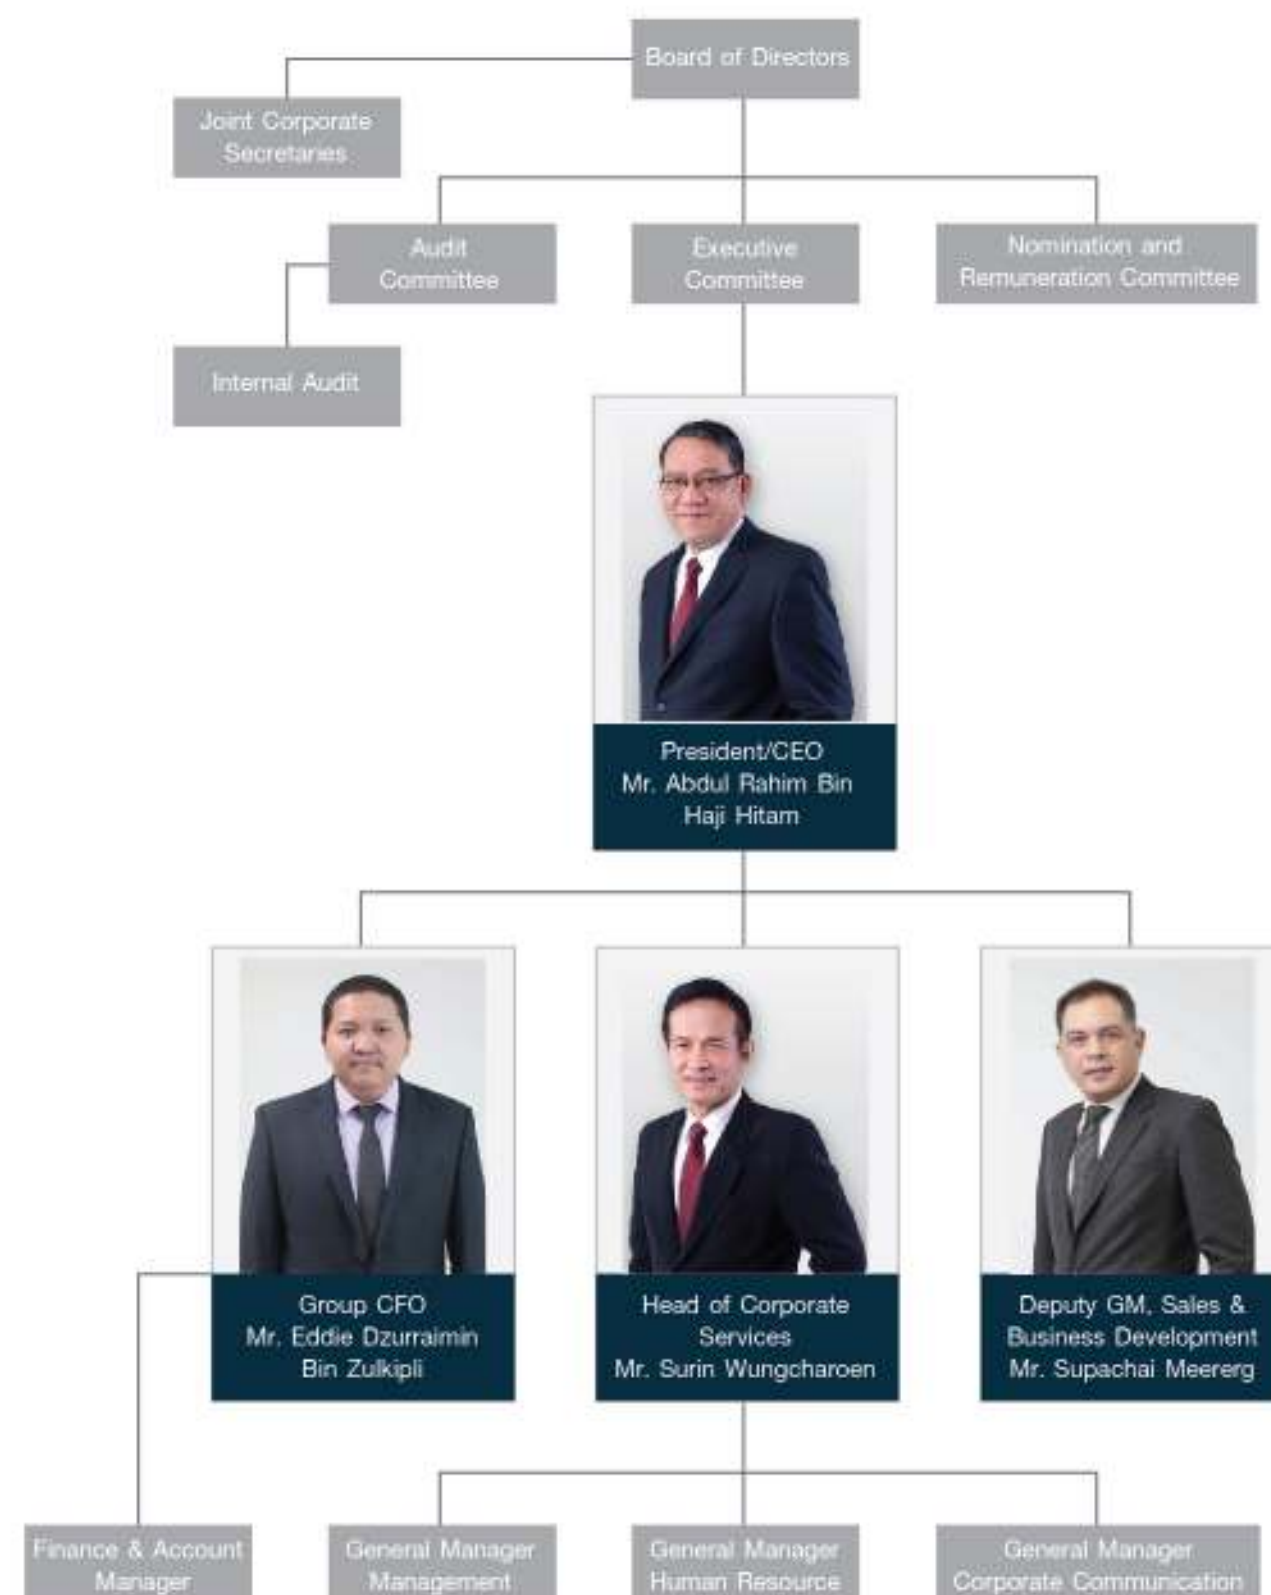 Board of Directors
Joint Corporate
Secretaries
Audit
Committee
Executive
Committee
Nomination and
Remuneration Committee
Internal Audit
President/CEO
Mr. Abdul Rahim Bin
Haji Hitam
Group CFO
Mr. Eddie Dzurraimin
Bin Zulkipli
Head of Corporate
Services
Mr. Surin Wungcharoen
Deputy GM, Sales &
Business Development
Mr. Supachai Meererg
Finance & Account
Manager
General Manager
Management
General Manager
Human Resource
General Manager
Corporate Communication